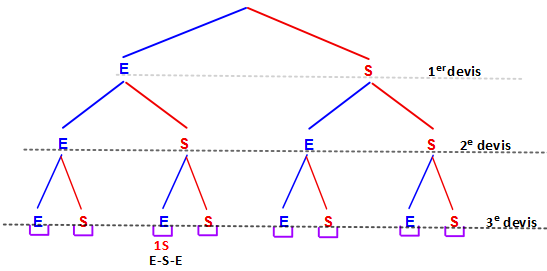 E S 1er devis
E S E S 2e devis
E S E S E S E S 3e devis
1S
E-S-E